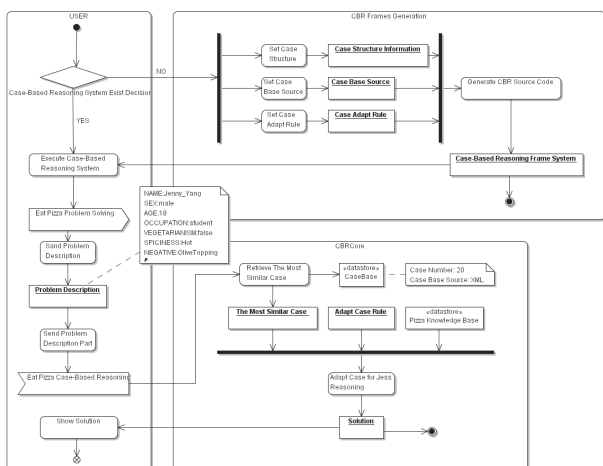 USER
CBR Frames Generation
NO
Case-Based Reasoning System Exist Decision
YES
Set Case
Structure
Case Structure Information
Set Case
Base Source
Case Base Source
Set Case
Adapt Rule
Case Adapt Rule
Generate CBR Source Code
Case-Based Reasoning Frame System
Execute Case-Based
Reasoning System
Eat Pizza Problem Solving
Sand Problem
Description
Problem Description
Send Problem
Description Part
Eat Pizza Case-Based Reasoning
Show Solution
NAME:Jenny_Yang
SEX:male
AGE:18
OCCUPATION:student
VEGETARIANISM:false
SPICINESS:Hot
NEGATIVE:OliveTopping
CBRCore
Retrieve The Most
Similar Case
«datastore»
CaseBase
Case Number: 20
Case Base Source: XML
The Most Similar Case
Adapt Case Rule
«datastore»
Pizza Knowledge Base
Adapt Case for Jess
Reasoning
Solution